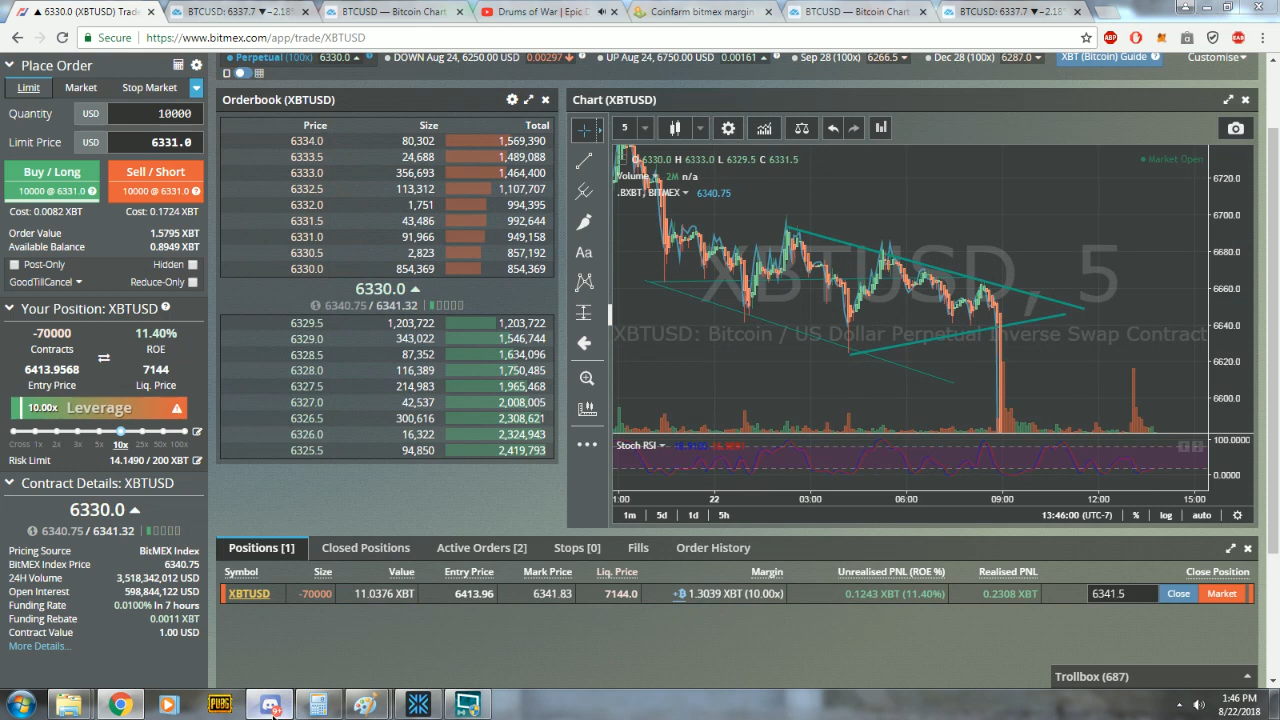 6330.0 (XBTUSD) Trade
BTCUSD: 6337.7 ▼−2.18%
BTCUSD — Bitcoin Chart
Drums of War | Epic D
Coinfarm bitmex margin
BTCUSD — Bitcoin Chart
BTCUSD: 6337.7 ▼−2.18%
Secure | https://www.bitmex.com/app/trade/XBTUSD
Place Order
Perpetual (100x) 6330.0
DOWN Aug 24, 6250.00 USD 0.00297
UP Aug 24, 6750.00 USD 0.00161
Sep 28 (100x) 6266.5
Dec 28 (100x) 6287.0
XBT (Bitcoin) Guide
Customise
Limit Market Stop Market
Quantity USD 10000
Limit Price USD 6331.0
Buy / Long
10000 @ 6331.0
Sell / Short
10000 @ 6331.0
Cost: 0.0082 XBT Cost: 0.1724 XBT
Order Value 1.5795 XBT
Available Balance 0.8949 XBT
Post-Only Hidden
GoodTillCancel Reduce-Only
Your Position: XBTUSD
-70000 11.40%
Contracts ROE
6413.9568 7144
Entry Price Liq. Price
10.00x Leverage
Cross 1x 2x 3x 5x 10x 25x 50x 100x
Risk Limit 14.1490 / 200 XBT
Contract Details: XBTUSD
6330.0
6340.75 / 6341.32
Pricing Source BitMEX Index
BitMEX Index Price 6340.75
24H Volume 3,518,342,012 USD
Open Interest 598,844,122 USD
Funding Rate 0.0100% In 7 hours
Funding Rebate 0.0011 XBT
Contract Value 1.00 USD
More Details...
Orderbook (XBTUSD)
Price Size Total
6334.0 80,302 1,569,390
6333.5 24,688 1,489,088
6333.0 356,693 1,464,400
6332.5 113,312 1,107,707
6332.0 1,751 994,395
6331.5 43,486 992,644
6331.0 91,966 949,158
6330.5 2,823 857,192
6330.0 854,369 854,369
6330.0
6340.75 / 6341.32
6329.5 1,203,722 1,203,722
6329.0 343,022 1,546,744
6328.5 87,352 1,634,096
6328.0 116,389 1,750,485
6327.5 214,983 1,965,468
6327.0 42,537 2,008,005
6326.5 300,616 2,308,621
6326.0 16,322 2,324,943
6325.5 94,850 2,419,793
Chart (XBTUSD)
5
O 6330.0 H 6333.0 L 6329.5 C 6331.5
Market Open
Volume 2M n/a
.BXBT, BITMEX 6340.75
XBTUSD, 5
XBTUSD: Bitcoin / US Dollar Perpetual Inverse Swap Contract
6720.0
6700.0
6680.0
6660.0
6640.0
6620.0
6600.0
Aa
Stoch RSI
100.0000
0.0000
1:00 22 03:00 06:00 09:00 12:00 15:00
1m 5d 1d 5h
13:46:00 (UTC-7) % log auto
Positions [1] Closed Positions Active Orders [2] Stops [0] Fills Order History
Symbol Size Value Entry Price Mark Price Liq. Price Margin Unrealised PNL (ROE %) Realised PNL Close Position
XBTUSD -70000 11.0376 XBT 6413.96 6341.83 7144.0 1.3039 XBT (10.00x) 0.1243 XBT (11.40%) 0.2308 XBT 6341.5 Close Market
Trollbox (687)
PUBG
9+
1:46 PM
8/22/2018